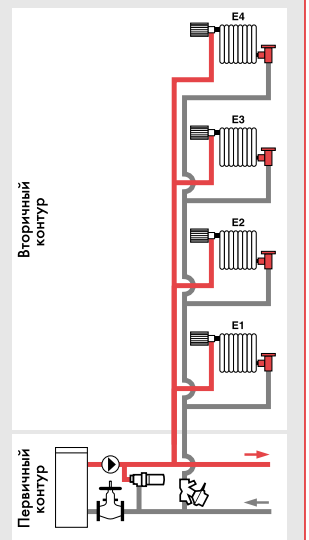 E4
E3
Вторичный
контур
E2
E1
Первичный
контур